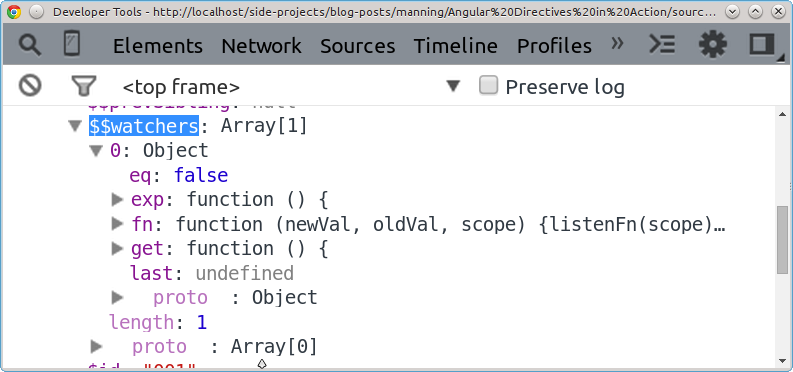 Developer Tools - http://localhost/side-projects/blog-posts/manning/Angular%20Directives%20in%20Action/sourc...
Elements Network Sources Timeline Profiles »
<top frame> Preserve log
$$watchers: Array[1]
0: Object
eq: false
exp: function () {
fn: function (newVal, oldVal, scope) {listenFn(scope)…
get: function () {
last: undefined
proto : Object
length: 1
proto : Array[0]
$id: "001"